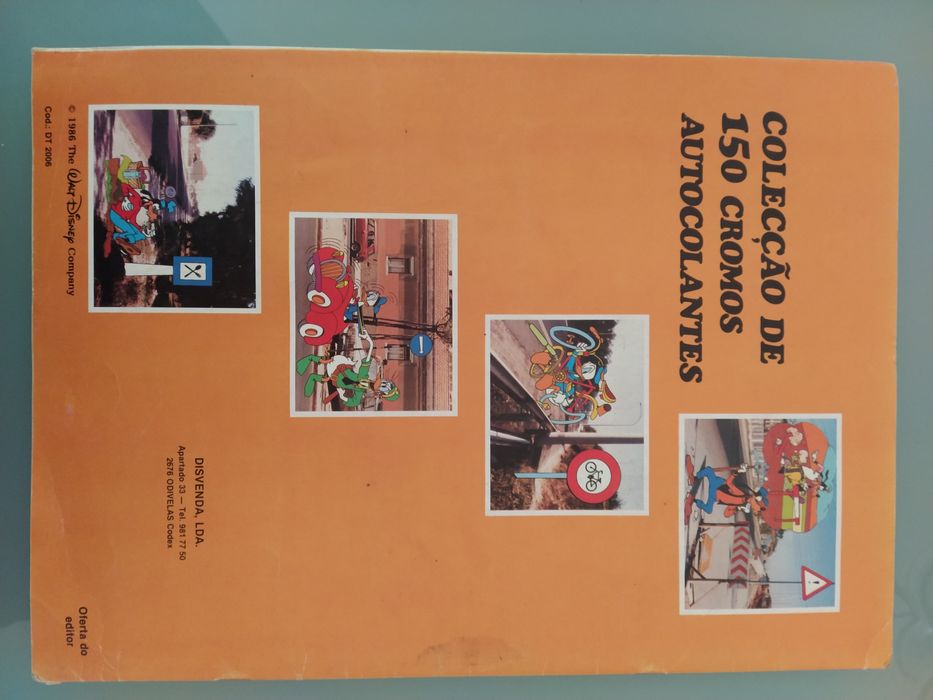 COLECÇÃO DE
150 CROMOS
AUTOCOLANTES
DISVENDA, LDA.
Apartado 33 — Tel. 981 77 50
2676 ODIVELAS Codex
© 1986 The WALT DISNEY Company
Cod.: DT 2006
Oferta do
editor